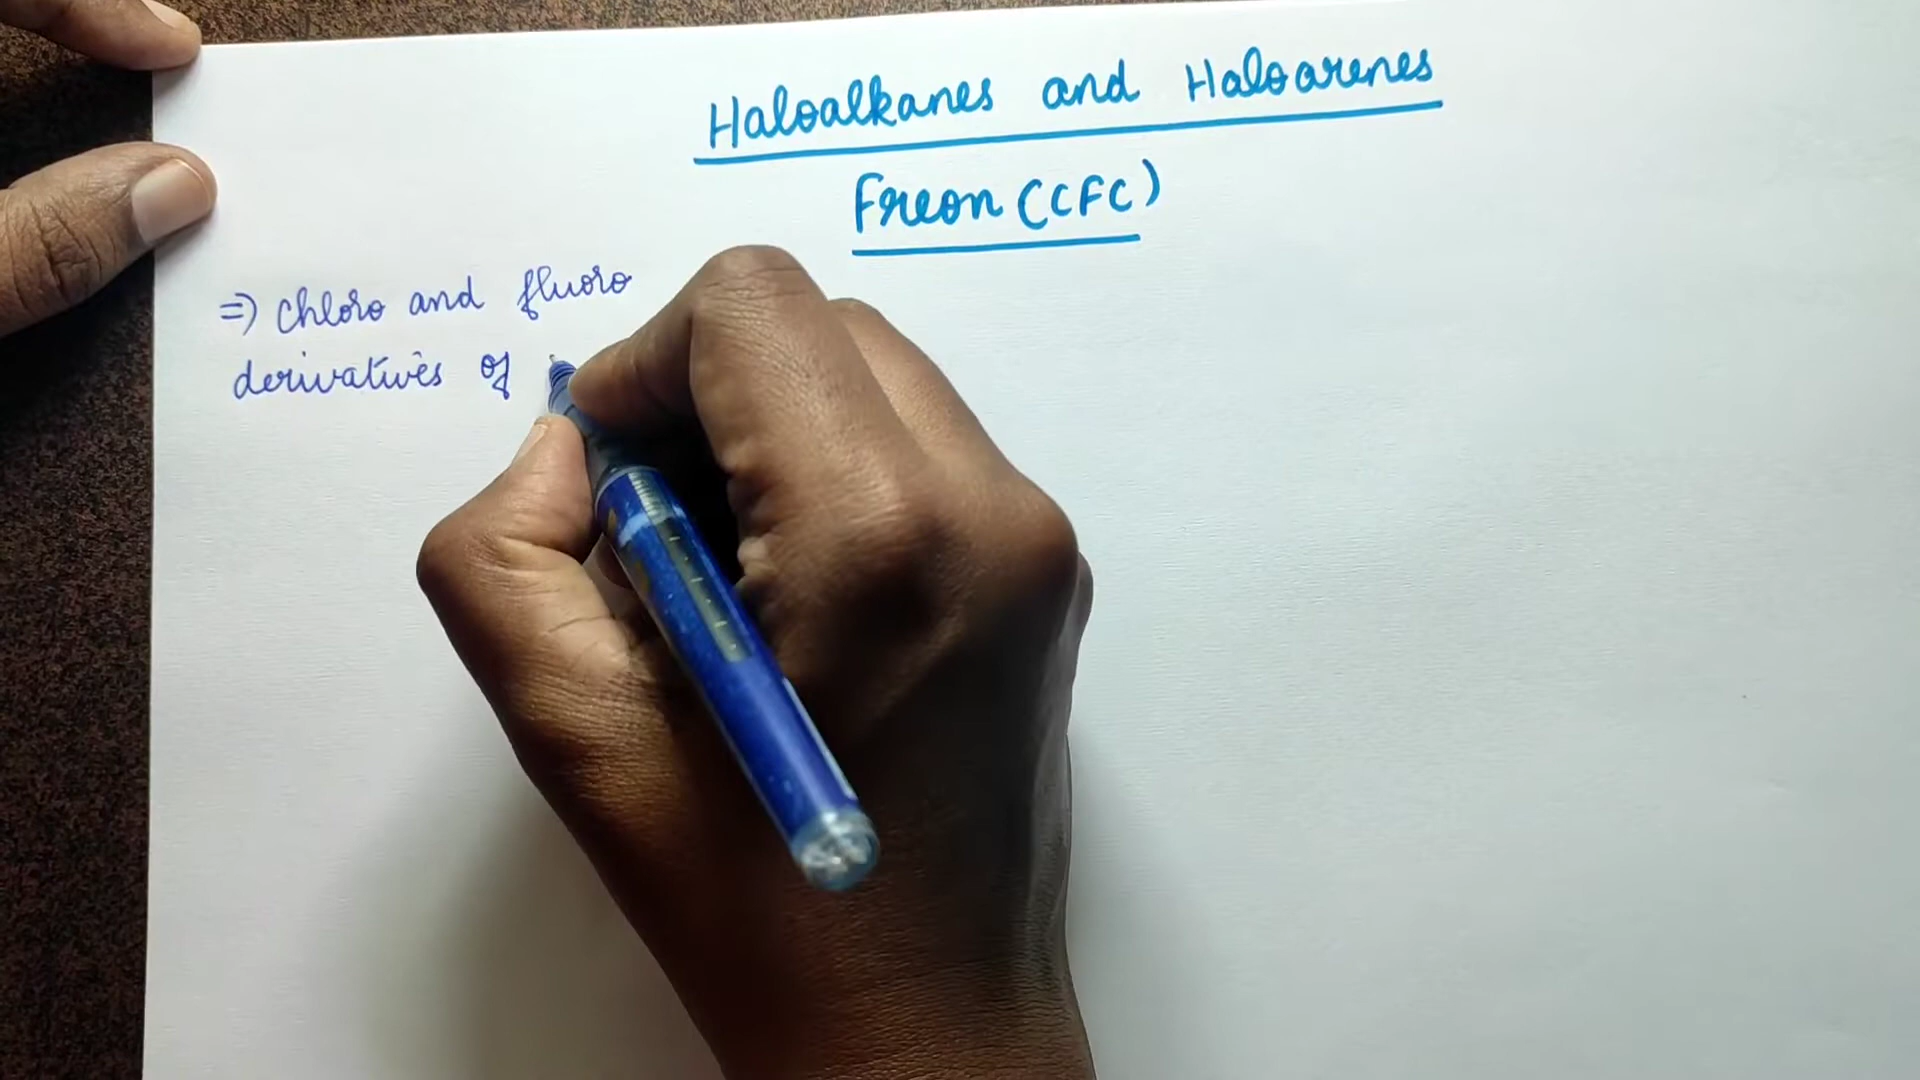 Haloalkanes and Haloarenes
Freon (CFC)
=) chloro and fluoro
derivatives of